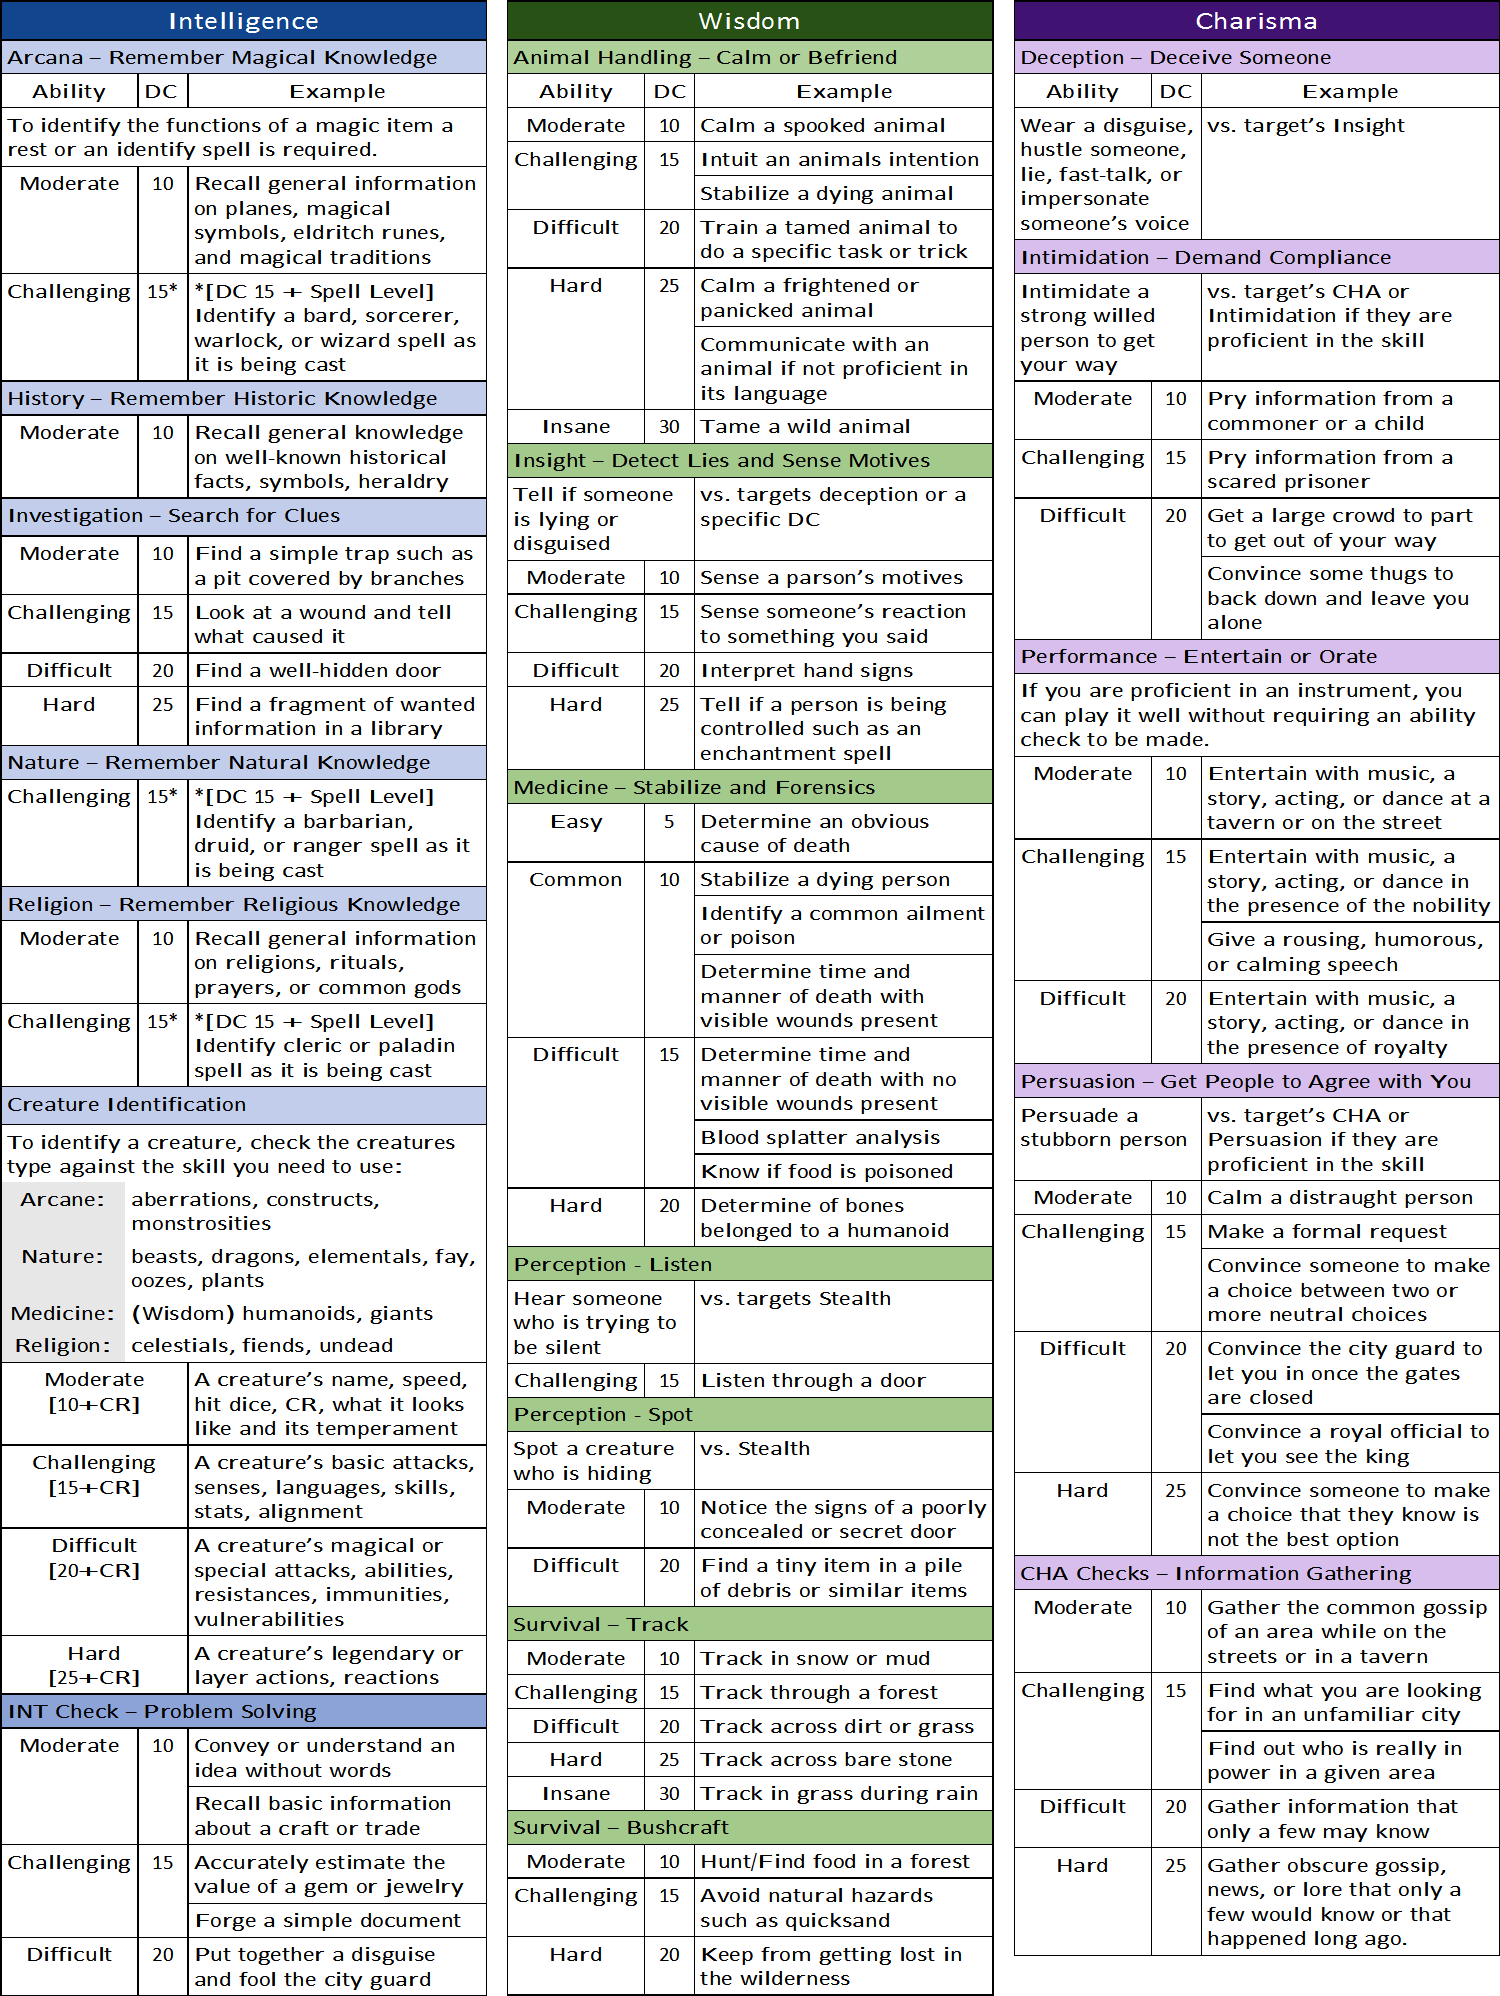 Intelligence
Arcana – Remember Magical Knowledge
Ability DC Example
To identify the functions of a magic item a
rest or an identify spell is required.
Moderate 10 Recall general information
on planes, magical
symbols, eldritch runes,
and magical traditions
Challenging 15* *[DC 15 + Spell Level]
Identify a bard, sorcerer,
warlock, or wizard spell as
it is being cast
History – Remember Historic Knowledge
Moderate 10 Recall general knowledge
on well-known historical
facts, symbols, heraldry
Investigation – Search for Clues
Moderate 10 Find a simple trap such as
a pit covered by branches
Challenging 15 Look at a wound and tell
what caused it
Difficult 20 Find a well-hidden door
Hard 25 Find a fragment of wanted
information in a library
Nature – Remember Natural Knowledge
Challenging 15* *[DC 15 + Spell Level]
Identify a barbarian,
druid, or ranger spell as it
is being cast
Religion – Remember Religious Knowledge
Moderate 10 Recall general information
on religions, rituals,
prayers, or common gods
Challenging 15* *[DC 15 + Spell Level]
Identify cleric or paladin
spell as it is being cast
Creature Identification
To identify a creature, check the creatures
type against the skill you need to use:
Arcane: aberrations, constructs,
monstrosities
Nature: beasts, dragons, elementals, fay,
oozes, plants
Medicine: (Wisdom) humanoids, giants
Religion: celestials, fiends, undead
Moderate A creature's name, speed,
[10+CR] hit dice, CR, what it looks
like and its temperament
Challenging A creature's basic attacks,
[15+CR] senses, languages, skills,
stats, alignment
Difficult A creature's magical or
[20+CR] special attacks, abilities,
resistances, immunities,
vulnerabilities
Hard A creature's legendary or
[25+CR] layer actions, reactions
INT Check – Problem Solving
Moderate 10 Convey or understand an
idea without words
Recall basic information
about a craft or trade
Challenging 15 Accurately estimate the
value of a gem or jewelry
Forge a simple document
Difficult 20 Put together a disguise
and fool the city guard
Wisdom
Animal Handling – Calm or Befriend
Ability DC Example
Moderate 10 Calm a spooked animal
Challenging 15 Intuit an animals intention
Stabilize a dying animal
Difficult 20 Train a tamed animal to
do a specific task or trick
Hard 25 Calm a frightened or
panicked animal
Communicate with an
animal if not proficient in
its language
Insane 30 Tame a wild animal
Insight – Detect Lies and Sense Motives
Tell if someone vs. targets deception or a
is lying or specific DC
disguised
Moderate 10 Sense a parson's motives
Challenging 15 Sense someone's reaction
to something you said
Difficult 20 Interpret hand signs
Hard 25 Tell if a person is being
controlled such as an
enchantment spell
Medicine – Stabilize and Forensics
Easy 5 Determine an obvious
cause of death
Common 10 Stabilize a dying person
Identify a common ailment
or poison
Determine time and
manner of death with
visible wounds present
Difficult 15 Determine time and
manner of death with no
visible wounds present
Blood splatter analysis
Know if food is poisoned
Hard 20 Determine of bones
belonged to a humanoid
Perception - Listen
Hear someone vs. targets Stealth
who is trying to
be silent
Challenging 15 Listen through a door
Perception - Spot
Spot a creature vs. Stealth
who is hiding
Moderate 10 Notice the signs of a poorly
concealed or secret door
Difficult 20 Find a tiny item in a pile
of debris or similar items
Survival – Track
Moderate 10 Track in snow or mud
Challenging 15 Track through a forest
Difficult 20 Track across dirt or grass
Hard 25 Track across bare stone
Insane 30 Track in grass during rain
Survival – Bushcraft
Moderate 10 Hunt/Find food in a forest
Challenging 15 Avoid natural hazards
such as quicksand
Hard 20 Keep from getting lost in
the wilderness
Charisma
Deception – Deceive Someone
Ability DC Example
Wear a disguise, vs. target's Insight
hustle someone,
lie, fast-talk, or
impersonate
someone's voice
Intimidation – Demand Compliance
Intimidate a vs. target's CHA or
strong willed Intimidation if they are
person to get proficient in the skill
your way
Moderate 10 Pry information from a
commoner or a child
Challenging 15 Pry information from a
scared prisoner
Difficult 20 Get a large crowd to part
to get out of your way
Convince some thugs to
back down and leave you
alone
Performance – Entertain or Orate
If you are proficient in an instrument, you
can play it well without requiring an ability
check to be made.
Moderate 10 Entertain with music, a
story, acting, or dance at a
tavern or on the street
Challenging 15 Entertain with music, a
story, acting, or dance in
the presence of the nobility
Give a rousing, humorous,
or calming speech
Difficult 20 Entertain with music, a
story, acting, or dance in
the presence of royalty
Persuasion – Get People to Agree with You
Persuade a vs. target's CHA or
stubborn person Persuasion if they are
proficient in the skill
Moderate 10 Calm a distraught person
Challenging 15 Make a formal request
Convince someone to make
a choice between two or
more neutral choices
Difficult 20 Convince the city guard to
let you in once the gates
are closed
Convince a royal official to
let you see the king
Hard 25 Convince someone to make
a choice that they know is
not the best option
CHA Checks – Information Gathering
Moderate 10 Gather the common gossip
of an area while on the
streets or in a tavern
Challenging 15 Find what you are looking
for in an unfamiliar city
Find out who is really in
power in a given area
Difficult 20 Gather information that
only a few may know
Hard 25 Gather obscure gossip,
news, or lore that only a
few would know or that
happened long ago.